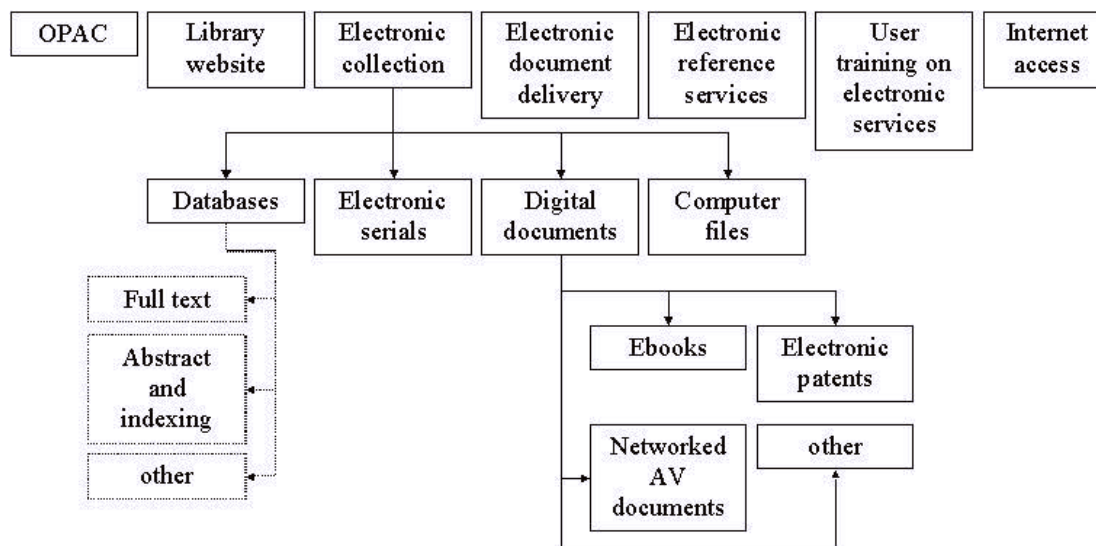 OPAC
Library
website
Electronic
collection
Electronic
document
delivery
Electronic
reference
services
User
training on
electronic
services
Internet
access
Databases
Electronic
serials
Digital
documents
Computer
files
Full text
Abstract
and
indexing
other
Ebooks
Electronic
patents
Networked
AV
documents
other